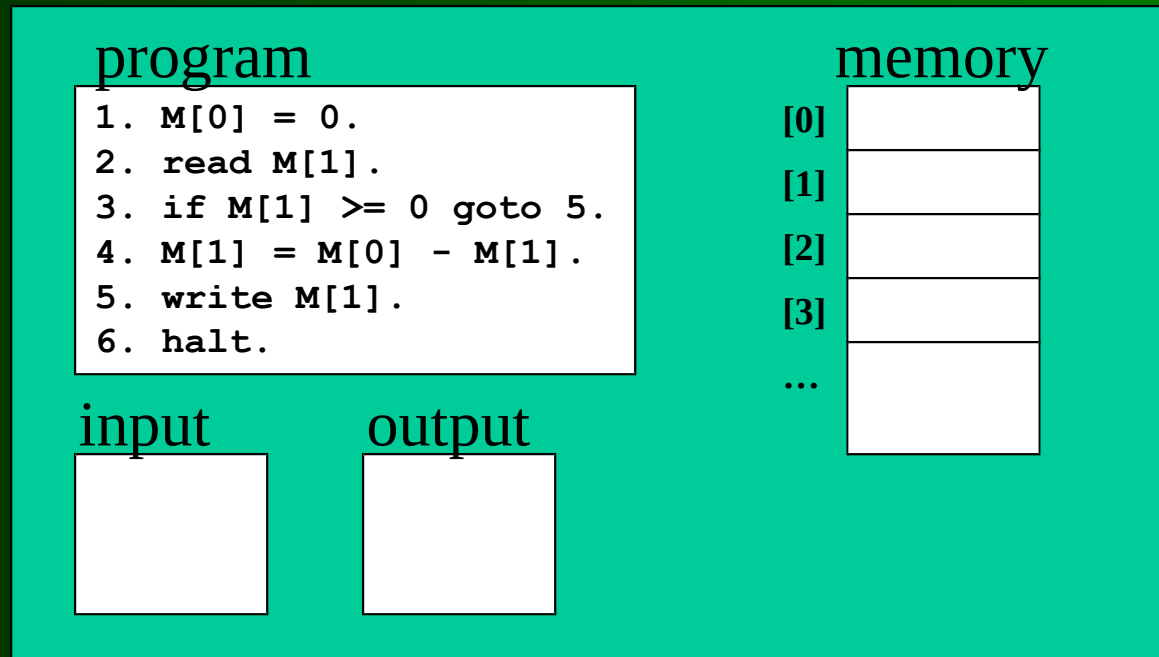 program
1. M[0] = 0.
2. read M[1].
3. if M[1] >= 0 goto 5.
4. M[1] = M[0] - M[1].
5. write M[1].
6. halt.
memory
[0]
[1]
[2]
[3]
...
input
output